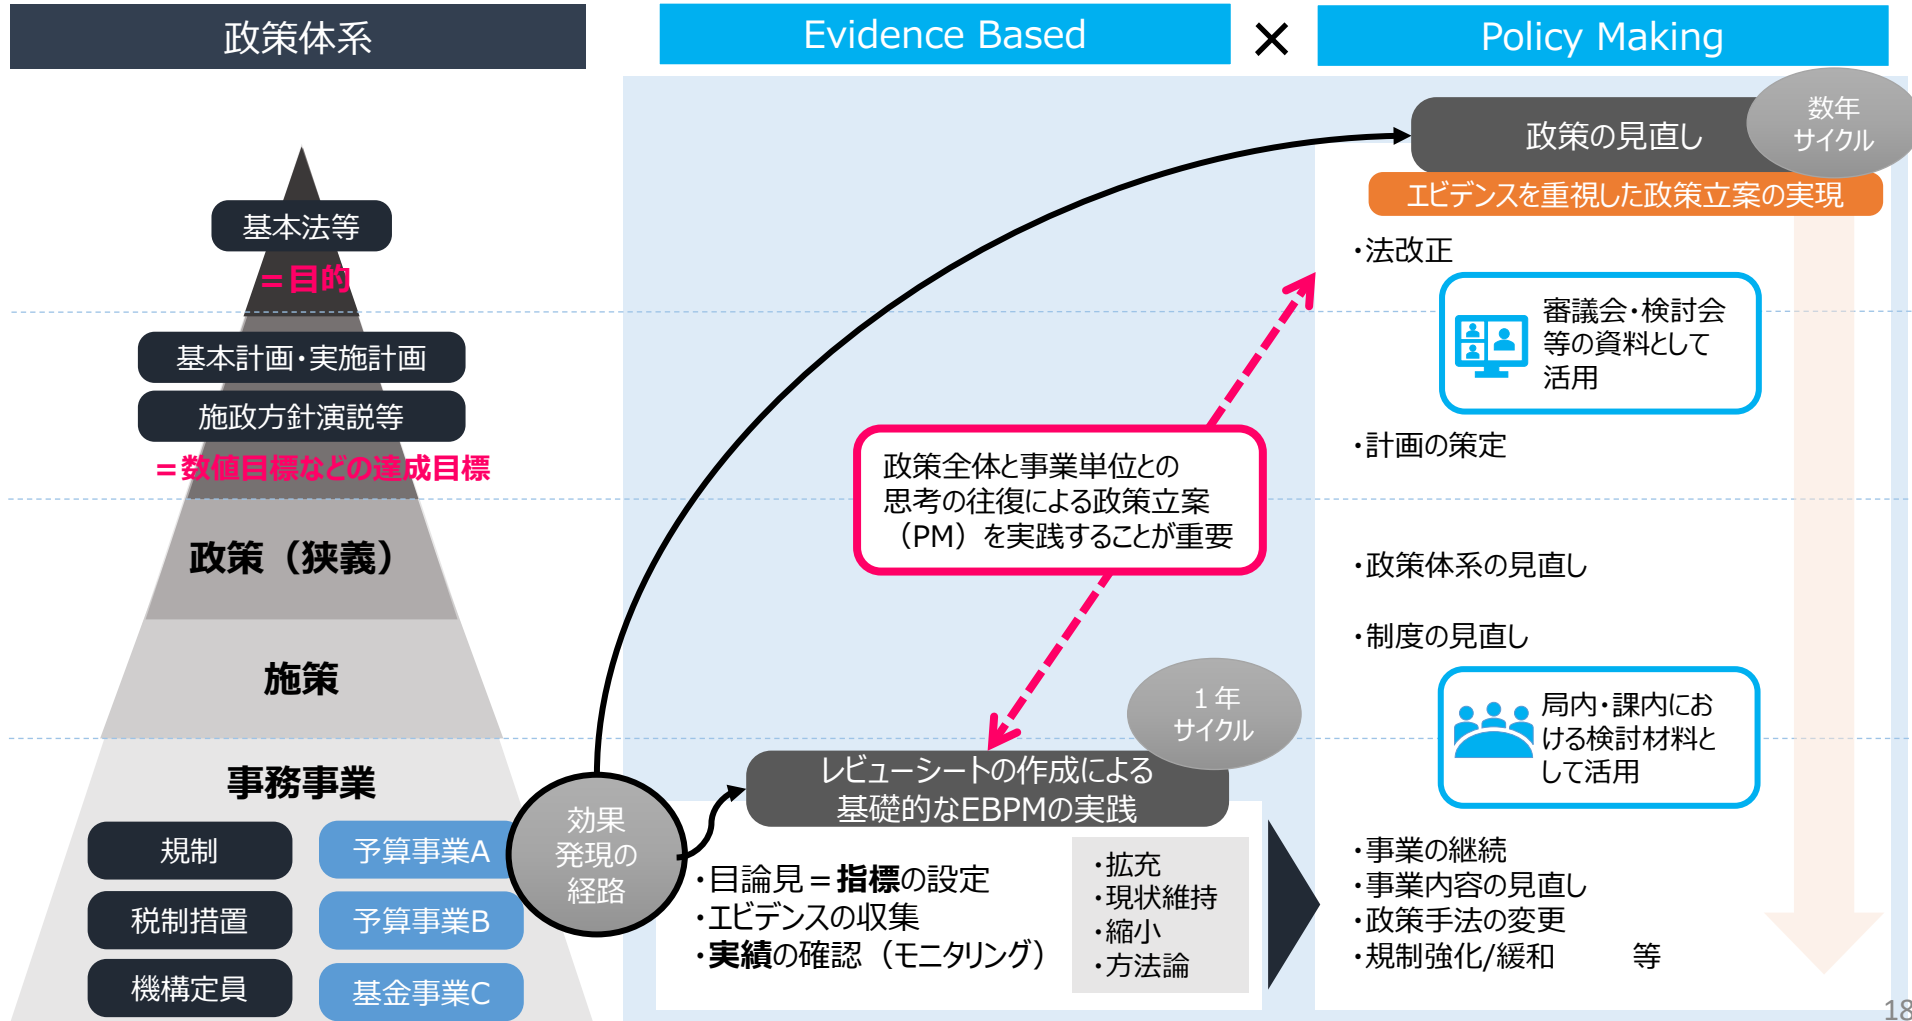 政策体系
Evidence Based
×
Policy Making
基本法等
＝目的
基本計画・実施計画
施政方針演説等
＝数値目標などの達成目標
政策（狭義）
施策
事務事業
規制
予算事業A
税制措置
予算事業B
機構定員
基金事業C
効果
発現の
経路
政策全体と事業単位との
思考の往復による政策立案
（PM）を実践することが重要
１年
サイクル
レビューシートの作成による
基礎的なEBPMの実践
・目論見＝指標の設定
・エビデンスの収集
・実績の確認（モニタリング）
・拡充
・現状維持
・縮小
・方法論
数年
サイクル
政策の見直し
エビデンスを重視した政策立案の実現
・法改正
審議会・検討会
等の資料として
活用
・計画の策定
・政策体系の見直し
・制度の見直し
局内・課内にお
ける検討材料と
して活用
・事業の継続
・事業内容の見直し
・政策手法の変更
・規制強化/緩和　　等
18